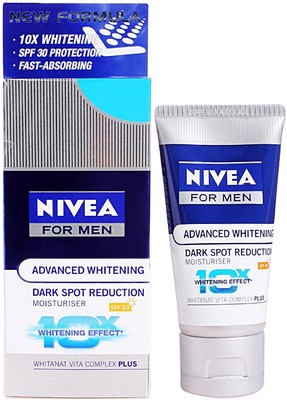 NEW FORMULA
• 10X WHITENING
• SPF 30 PROTECTION
• FAST-ABSORBING
NIVEA
FOR MEN
ADVANCED WHITENING
DARK SPOT REDUCTION
MOISTURISER
SPF 30
10X
WHITENING EFFECT*
WHITANAT VITA COMPLEX PLUS
NIVEA
FOR MEN
ADVANCED WHITENING
DARK SPOT REDUCTION
MOISTURISER
10X
SPF 30
WHITENING EFFECT*
WHITANAT VITA COMPLEX PLUS